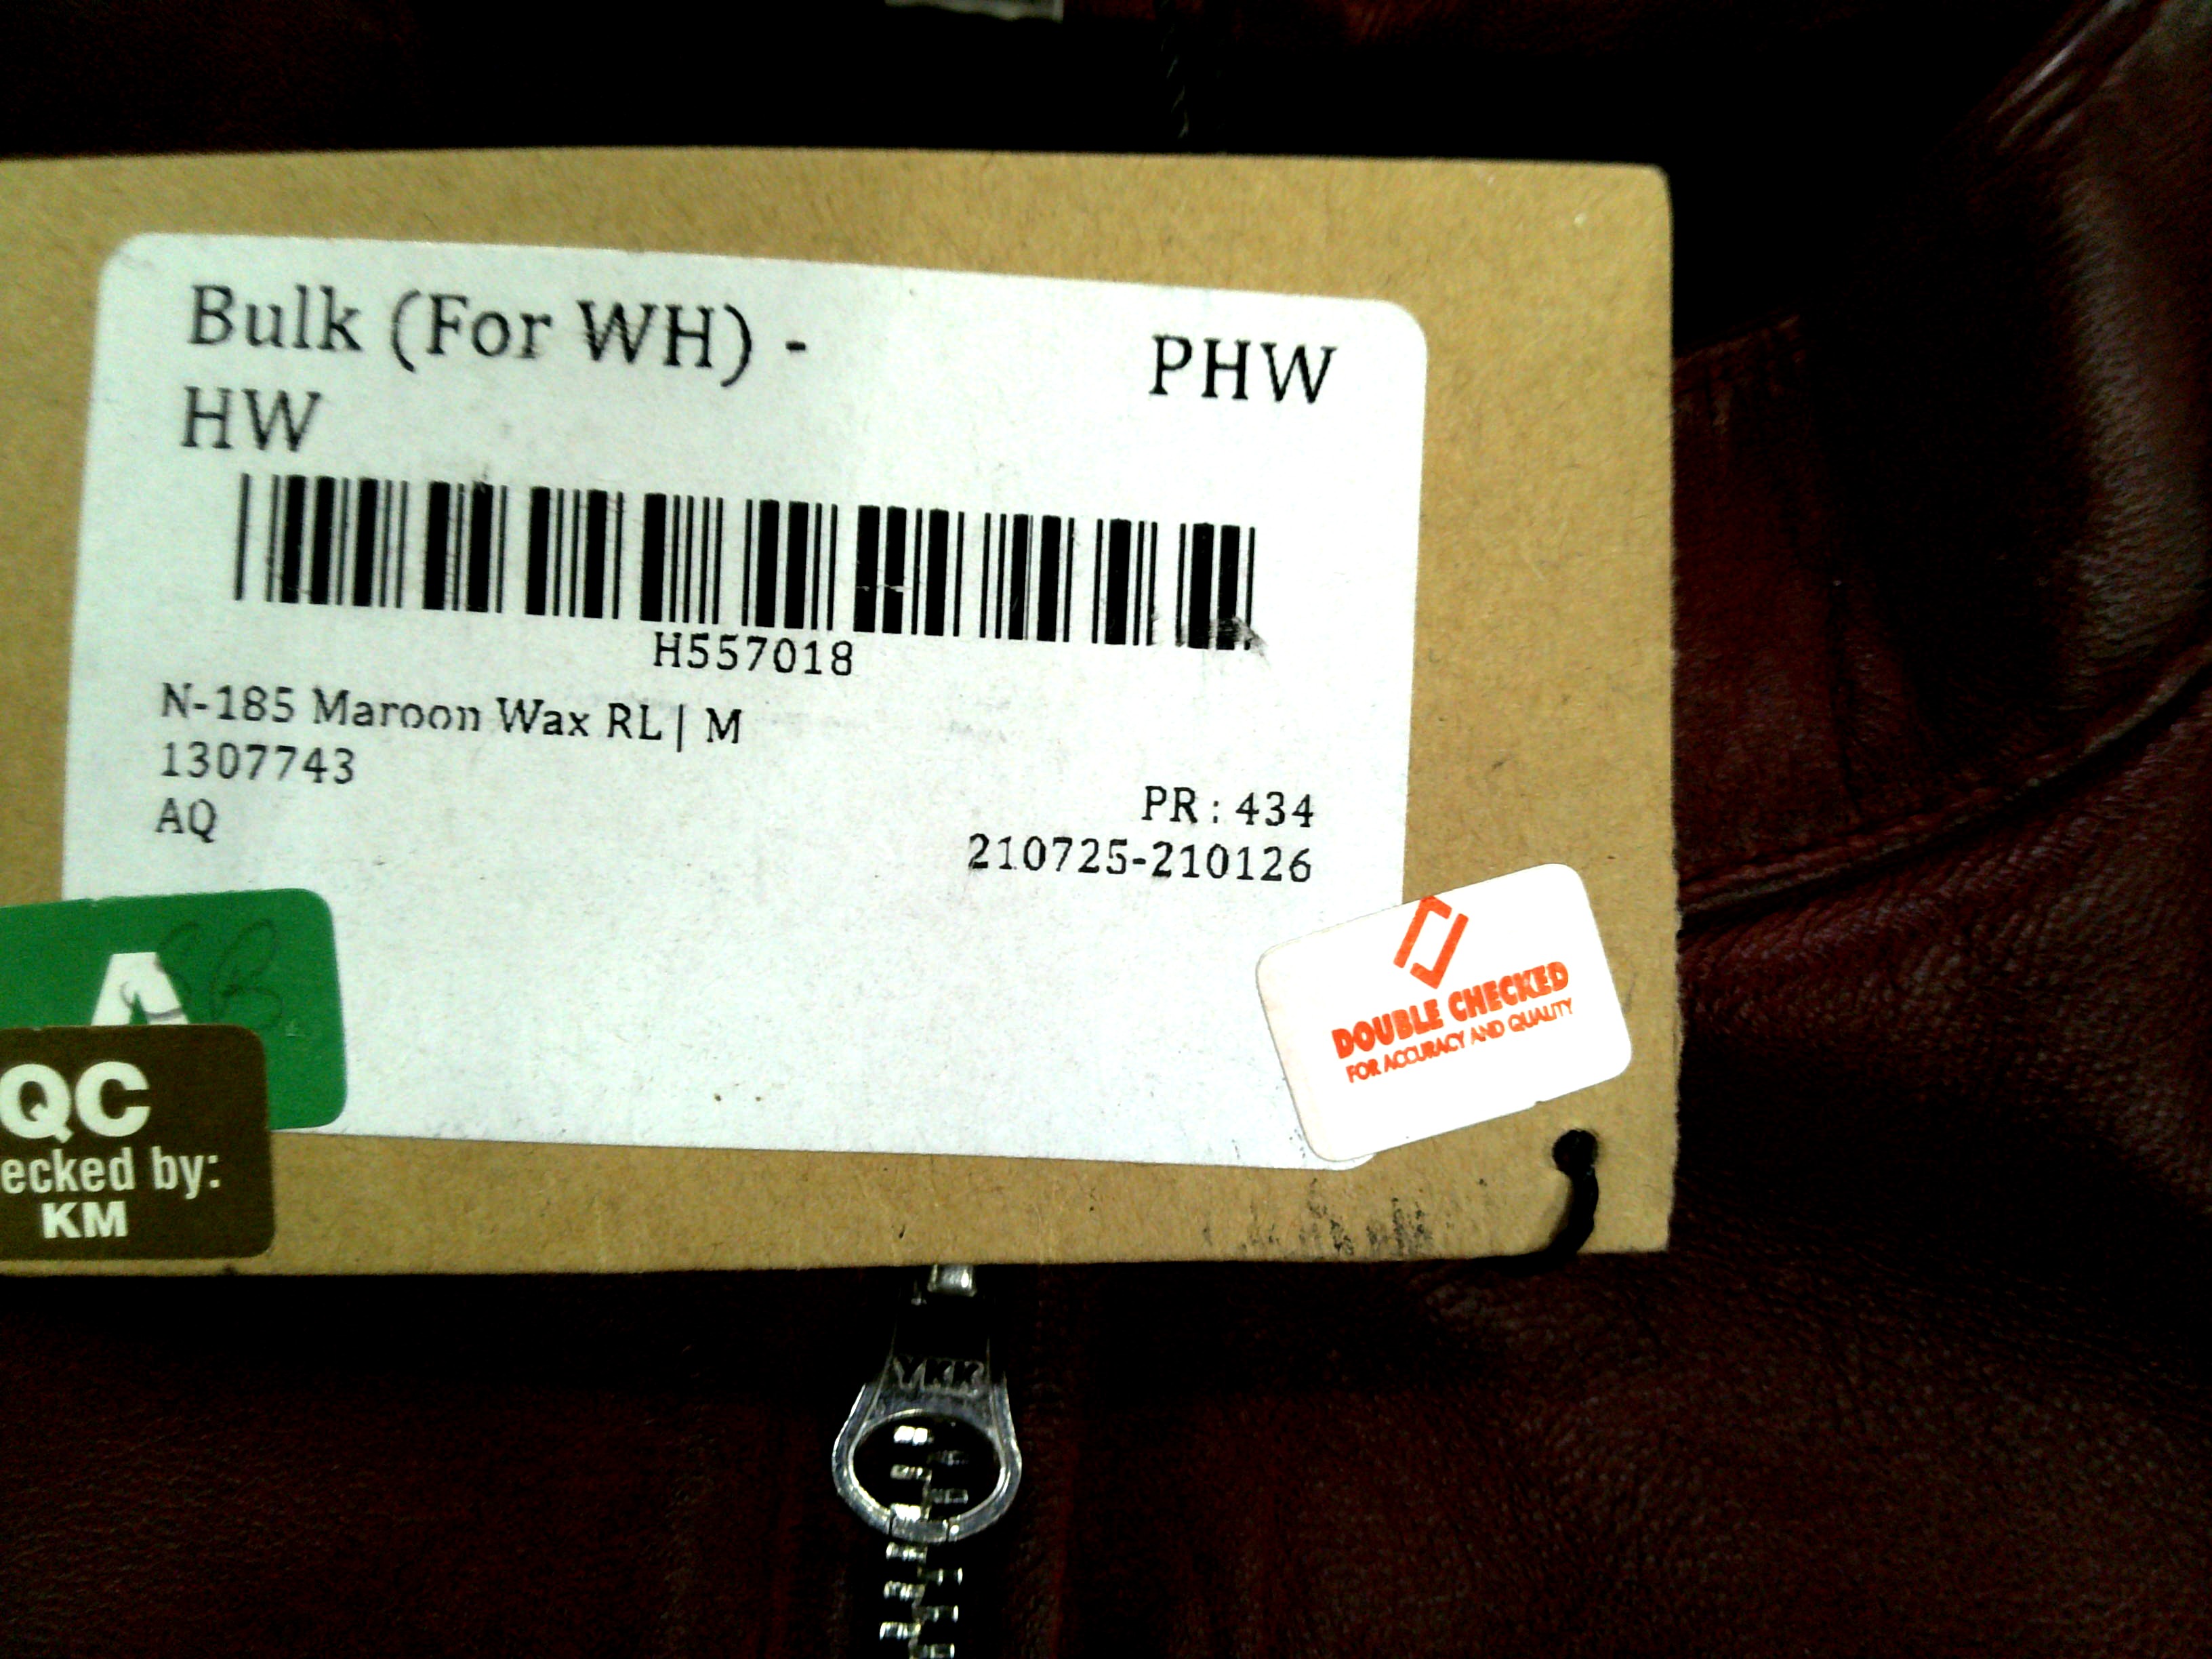 Bulk (For WH) - PHW
HW
H557018
N-185 Maroon Wax RL | M
1307743
PR : 434
AQ
210725-210126
A
SB
QC
ecked by:
KM
DOUBLE CHECKED
FOR ACCURACY AND QUALITY
YKK